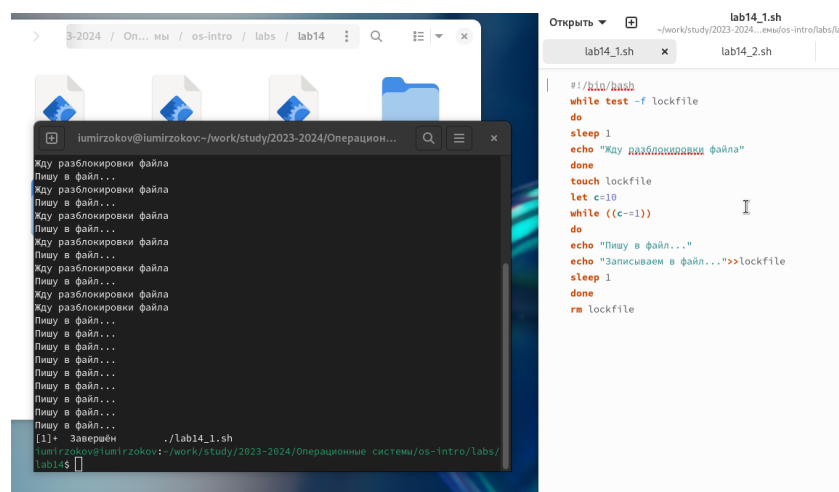 3-2024 / Оп... мы / os-intro / labs / lab14
iumirzokov@iumirzokov:~/work/study/2023-2024/Операцион...
Жду разблокировки файла
Пишу в файл...
Жду разблокировки файла
Пишу в файл...
Жду разблокировки файла
Пишу в файл...
Жду разблокировки файла
Пишу в файл...
Жду разблокировки файла
Пишу в файл...
Жду разблокировки файла
Жду разблокировки файла
Пишу в файл...
Пишу в файл...
Пишу в файл...
Пишу в файл...
Пишу в файл...
Пишу в файл...
Пишу в файл...
Пишу в файл...
Пишу в файл...
[1]+  Завершён        ./lab14_1.sh
iumirzokov@iumirzokov:~/work/study/2023-2024/Операционные системы/os-intro/labs/
lab14$
Открыть
lab14_1.sh
~/work/study/2023-2024...емы/os-intro/labs/la
lab14_1.sh
lab14_2.sh
#!/bin/bash
while test -f lockfile
do
sleep 1
echo "Жду разблокировки файла"
done
touch lockfile
let c=10
while ((c-=1))
do
echo "Пишу в файл..."
echo "Записываем в файл...">>lockfile
sleep 1
done
rm lockfile